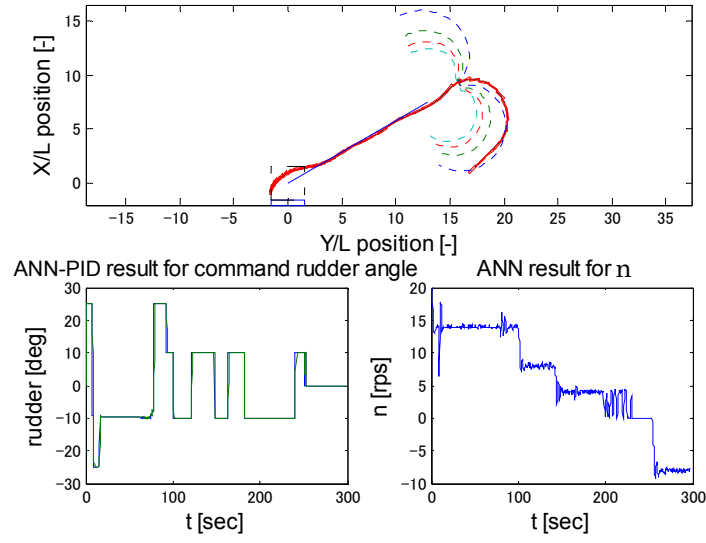 15
10
5
0
X/L position [-]
−15 −10 −5 0 5 10 15 20 25 30 35
Y/L position [-]
ANN-PID result for command rudder angle
ANN result for n
30
20
10
0
−10
−20
−30
rudder [deg]
0 100 200 300
t [sec]
20
15
10
5
0
−5
−10
n [rps]
0 100 200 300
t [sec]